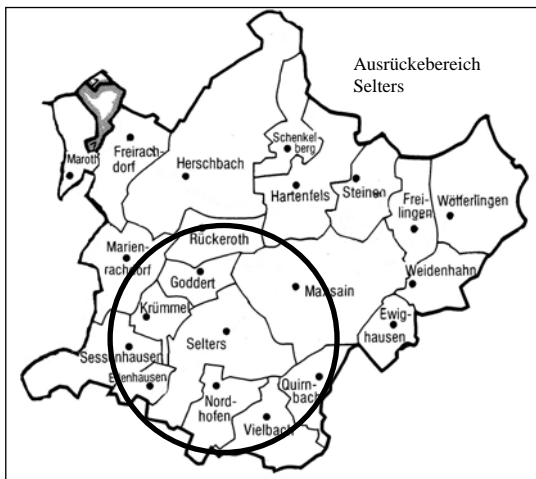 Ausrückebereich
Selters
Maroth
Freirach-
dorf
Herschbach
Schenkel-
berg
Hartenfels
Steinen
Frei-
lingen
Wölferlingen
Rückeroth
Marien-
rachdorf
Goddert
Maxsain
Weidenhahn
Krümmel
Selters
Ewig-
hausen
Sessenhausen
Ellenhausen
Nord-
hofen
Quirn-
bach
Vielbach